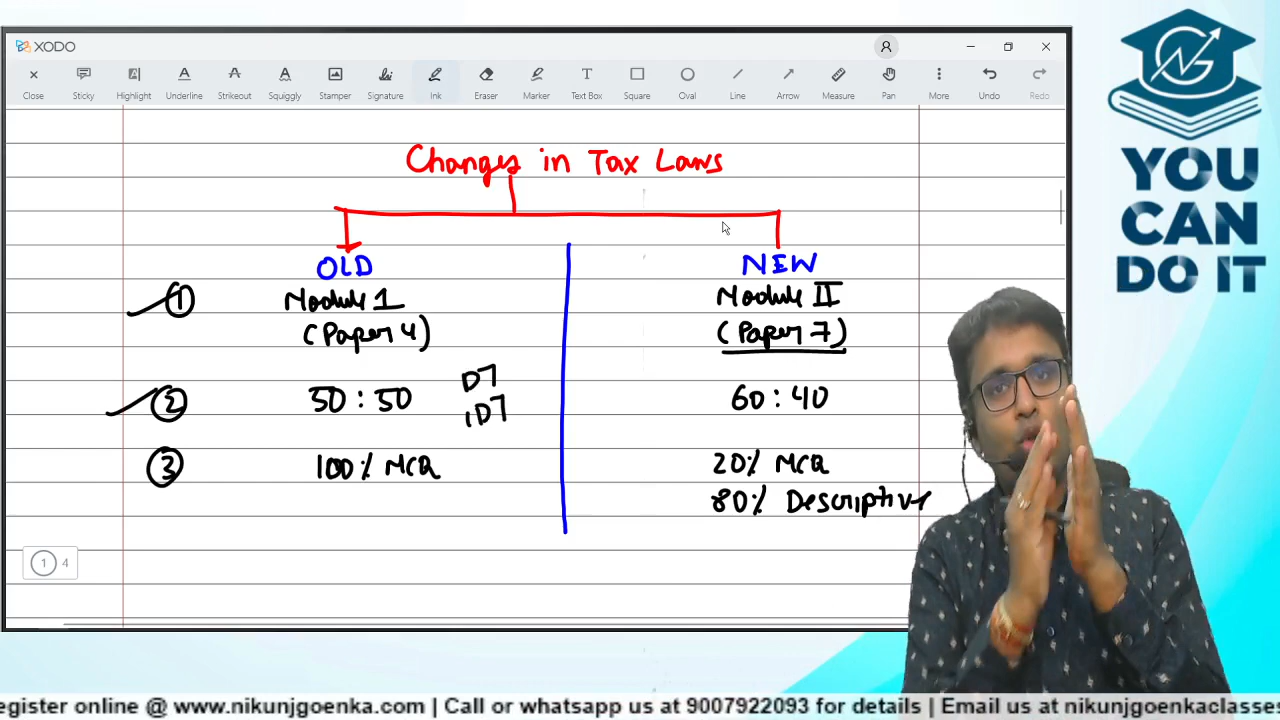 XODO
Close
Sticky
Highlight
Underline
Strikeout
Squiggly
Stamper
Signature
Ink
Eraser
Marker
Text Box
Square
Oval
Line
Arrow
Measure
Pan
More
Undo
Redo
YOU
CAN
DO IT
Changes in Tax Laws
OLD
NEW
1
Module 1
(Paper 4)
Module II
(Paper 7)
2
50 : 50
DT
IDT
60 : 40
3
100% MCQ
20% MCQ
80% Descriptive
1 4
egister online @ www.nikunjgoenka.com | Call or whatsapp us at 9007922093 for details | Email us at nikunjgoenkaclasses